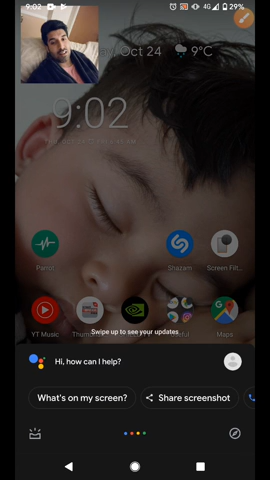 9:02
4G 29%
Oct 24 9°C
9:02
Parrot
Shazam
Screen Filt...
YT Music
Maps
Swipe up to see your updates
Hi, how can I help?
What's on my screen?
Share screenshot